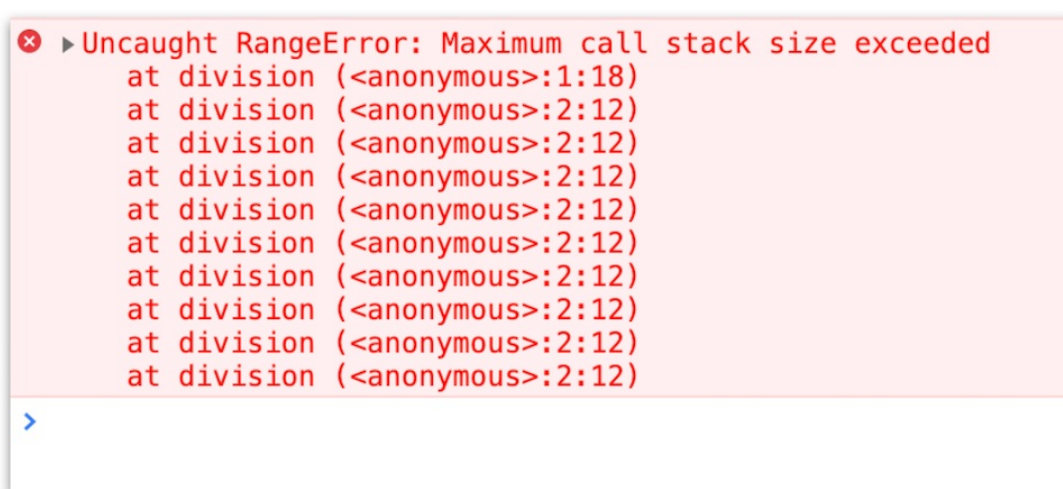 Uncaught RangeError: Maximum call stack size exceeded
at division (<anonymous>:1:18)
at division (<anonymous>:2:12)
at division (<anonymous>:2:12)
at division (<anonymous>:2:12)
at division (<anonymous>:2:12)
at division (<anonymous>:2:12)
at division (<anonymous>:2:12)
at division (<anonymous>:2:12)
at division (<anonymous>:2:12)
at division (<anonymous>:2:12)